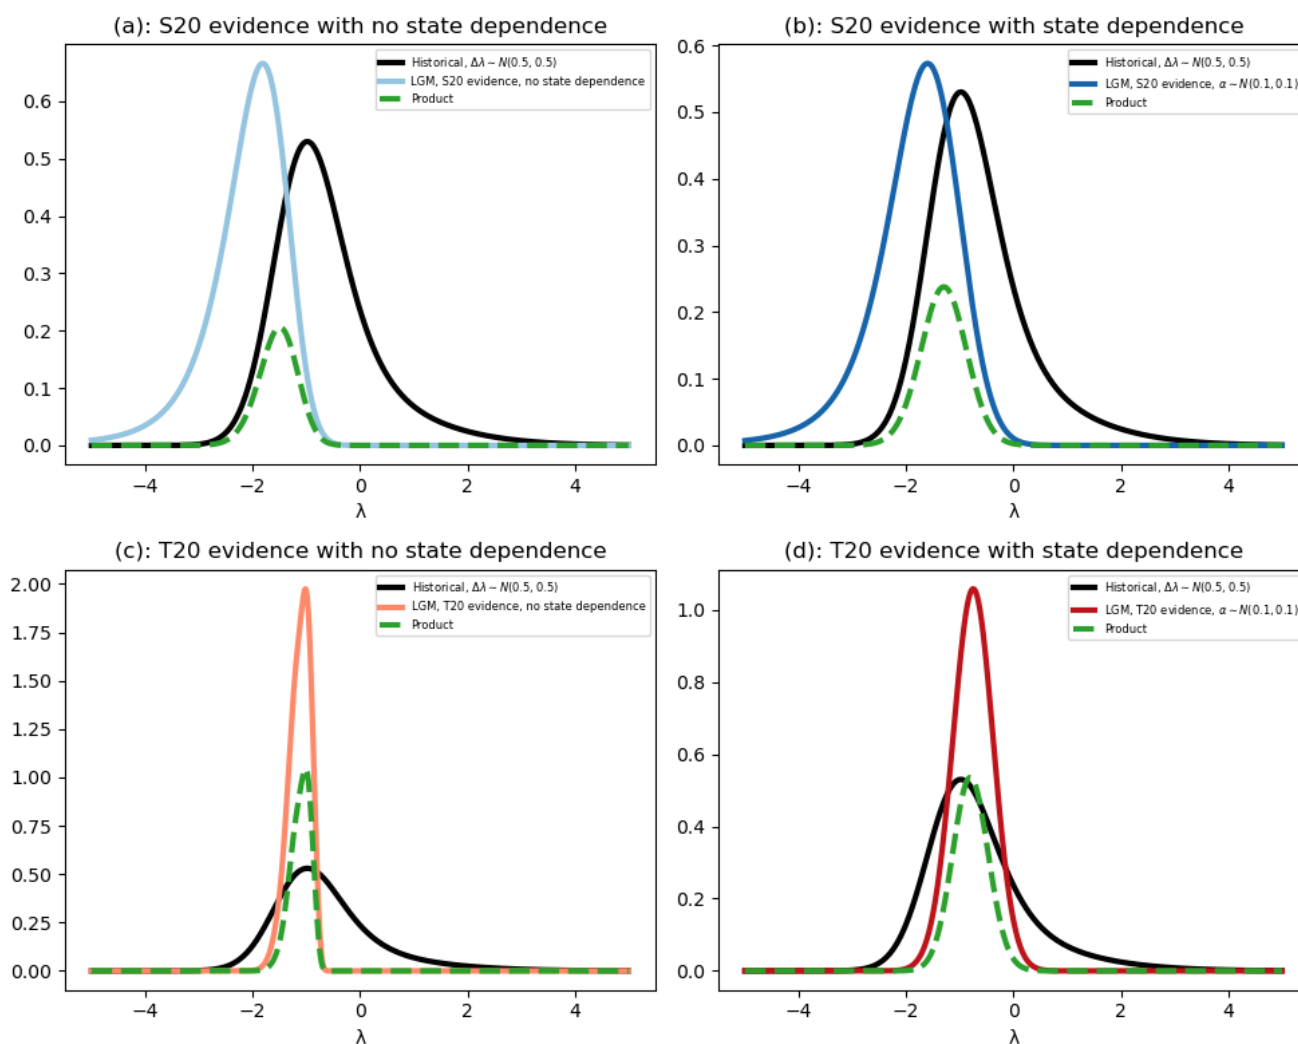 (a): S20 evidence with no state dependence
Historical, Δλ ∼ N(0.5, 0.5)
LGM, S20 evidence, no state dependence
Product
0.6
0.5
0.4
0.3
0.2
0.1
0.0
−4
−2
0
2
4
λ
(b): S20 evidence with state dependence
Historical, Δλ ∼ N(0.5, 0.5)
LGM, S20 evidence, α ∼ N(0.1, 0.1)
Product
0.6
0.5
0.4
0.3
0.2
0.1
0.0
−4
−2
0
2
4
λ
(c): T20 evidence with no state dependence
Historical, Δλ ∼ N(0.5, 0.5)
LGM, T20 evidence, no state dependence
Product
2.00
1.75
1.50
1.25
1.00
0.75
0.50
0.25
0.00
−4
−2
0
2
4
λ
(d): T20 evidence with state dependence
Historical, Δλ ∼ N(0.5, 0.5)
LGM, T20 evidence, α ∼ N(0.1, 0.1)
Product
1.0
0.8
0.6
0.4
0.2
0.0
−4
−2
0
2
4
λ